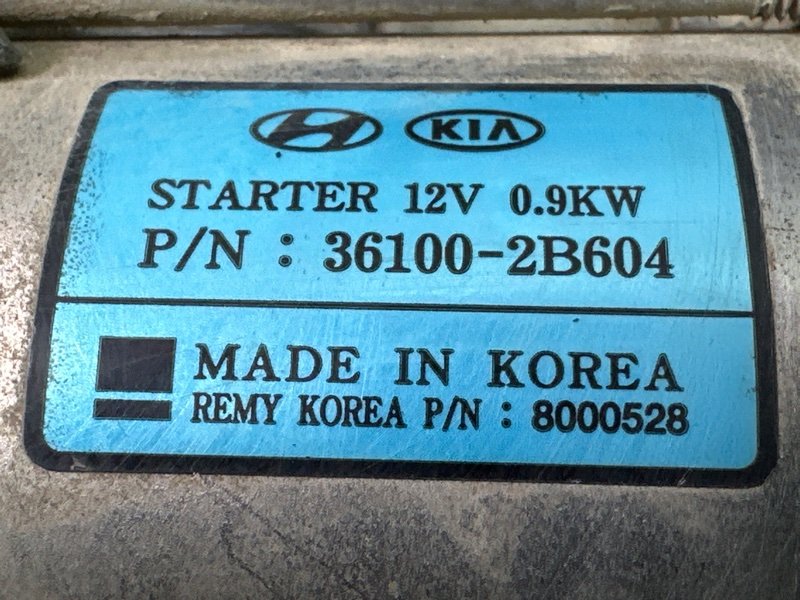 KIA
STARTER 12V 0.9KW
P/N : 36100-2B604
MADE IN KOREA
REMY KOREA P/N : 8000528